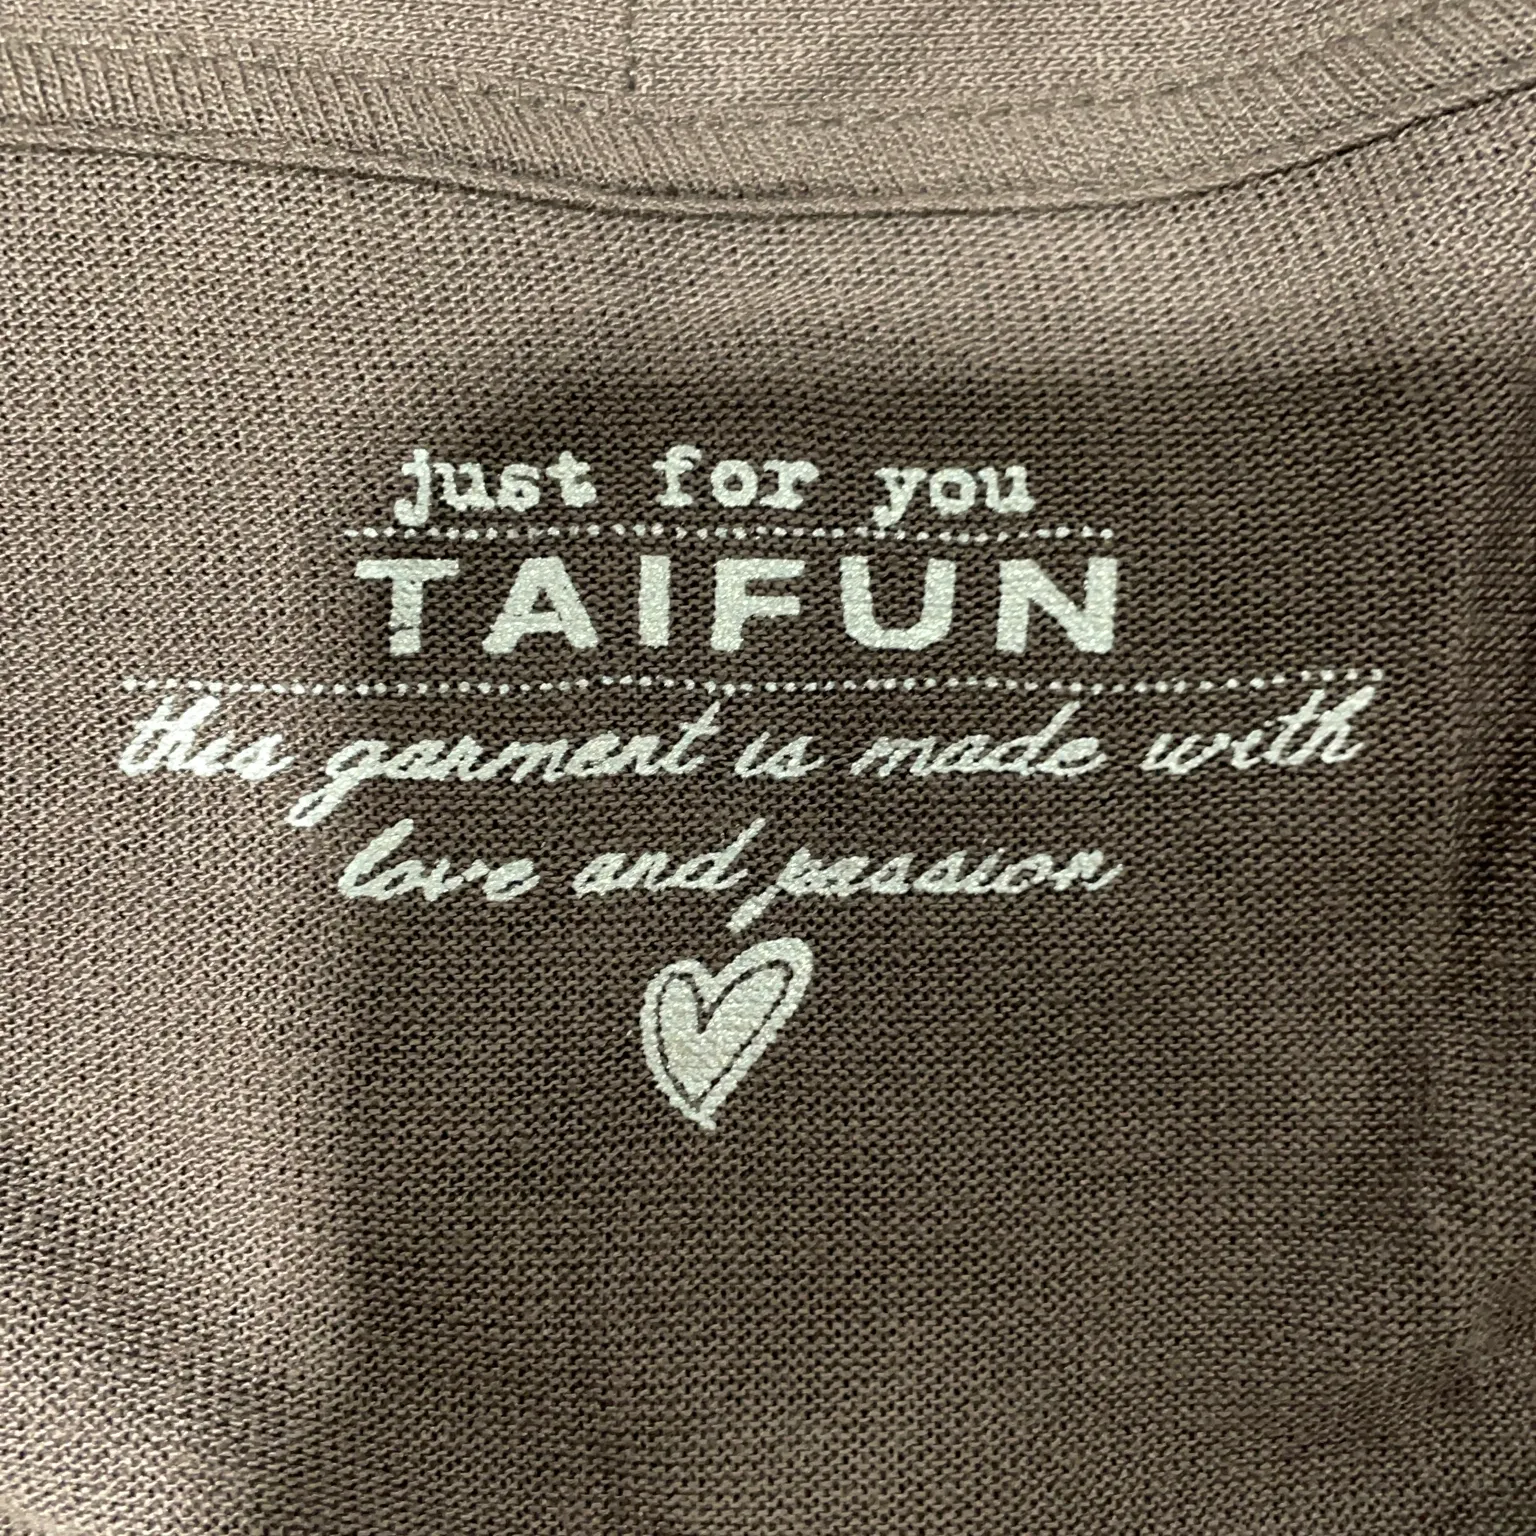 just for you
TAIFUN
this garment is made with
love and passion